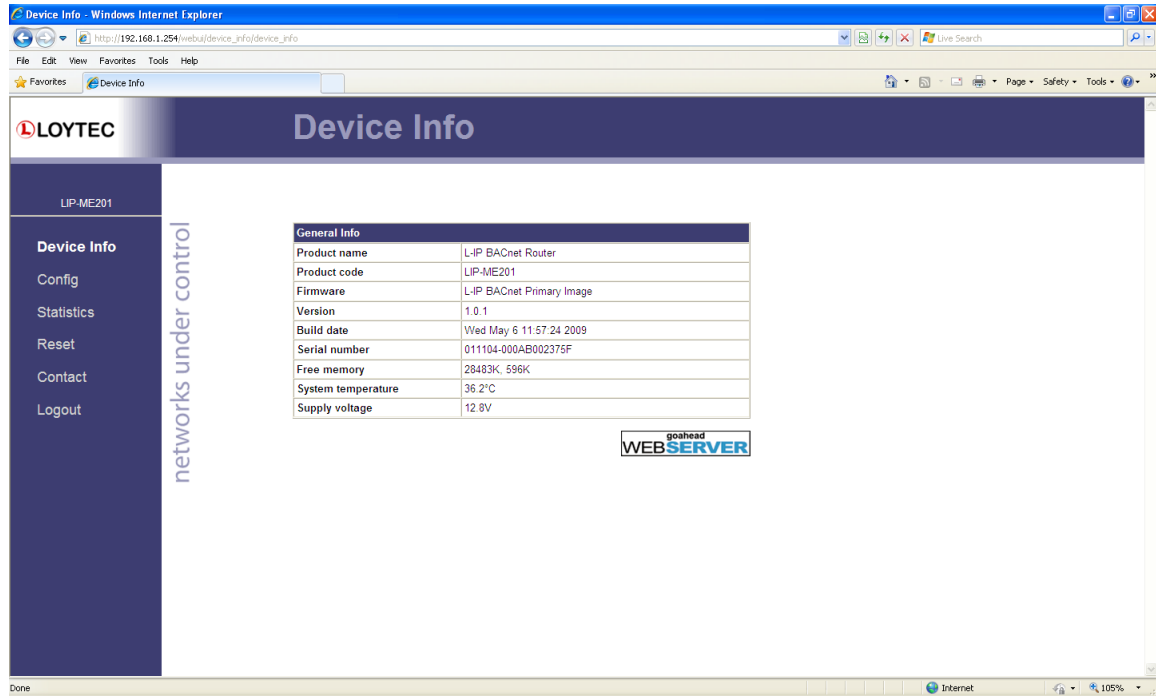 Device Info - Windows Internet Explorer
http://192.168.1.254/webui/device_info/device_info
Live Search
File Edit View Favorites Tools Help
Favorites Device Info Page Safety Tools »
LOYTEC Device Info
LIP-ME201
Device Info
Config
Statistics
Reset
Contact
Logout
networks under control
General Info
Product name L-IP BACnet Router
Product code LIP-ME201
Firmware L-IP BACnet Primary Image
Version 1.0.1
Build date Wed May 6 11:57:24 2009
Serial number 011104-000AB002375F
Free memory 28483K, 596K
System temperature 36.2°C
Supply voltage 12.8V
goahead
WEBSERVER
Done Internet 105%